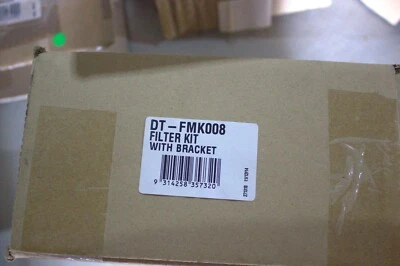 DT-FMK008
FILTER KIT
WITH BRACKET
9 314258 357320